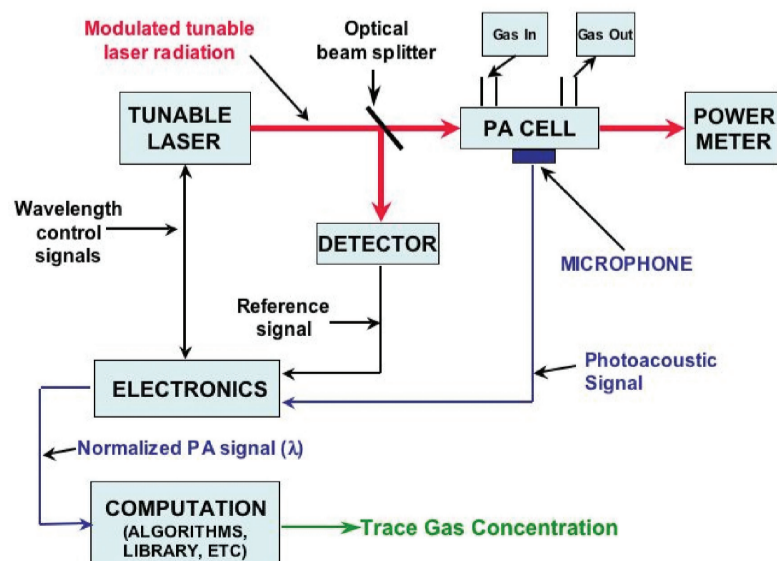 Modulated tunable
laser radiation
Optical
beam splitter
Gas In
Gas Out
TUNABLE
LASER
PA CELL
POWER
METER
Wavelength
control
signals
DETECTOR
MICROPHONE
Reference
signal
ELECTRONICS
Photoacoustic
Signal
Normalized PA signal (λ)
COMPUTATION
(ALGORITHMS,
LIBRARY, ETC)
Trace Gas Concentration